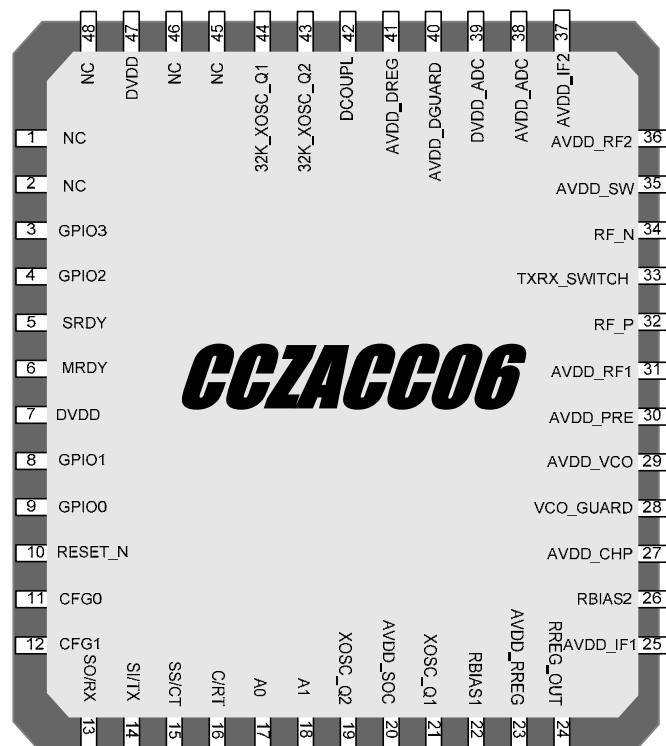 48 47 46 45 44 43 42 41 40 39 38 37
NC DVDD NC NC 32K_XOSC_Q1 32K_XOSC_Q2 DCOUPL AVDD_DREG AVDD_DGUARD DVDD_ADC AVDD_ADC AVDD_IF2
1 NC AVDD_RF2 36
2 NC AVDD_SW 35
3 GPIO3 RF_N 34
4 GPIO2 TXRX_SWITCH 33
5 SRDY RF_P 32
6 MRDY AVDD_RF1 31
CCZACC06
7 DVDD AVDD_PRE 30
8 GPIO1 AVDD_VCO 29
9 GPIO0 VCO_GUARD 28
10 RESET_N AVDD_CHP 27
11 CFG0 RBIAS2 26
12 CFG1 AVDD_IF1 25
SO/RX SI/TX SS/CT C/RT A0 A1 XOSC_Q2 AVDD_SOC XOSC_Q1 RBIAS1 AVDD_RREG RREG_OUT
13 14 15 16 17 18 19 20 21 22 23 24